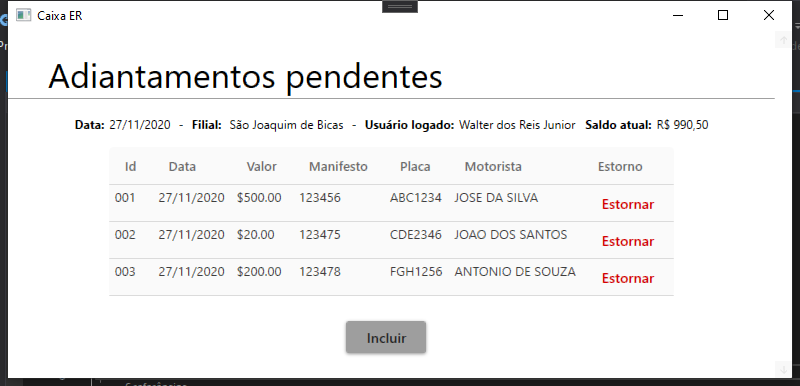 Caixa ER
Adiantamentos pendentes
Data: 27/11/2020 - Filial: São Joaquim de Bicas - Usuário logado: Walter dos Reis Junior Saldo atual: R$ 990,50
Id Data Valor Manifesto Placa Motorista Estorno
001 27/11/2020 $500.00 123456 ABC1234 JOSE DA SILVA Estornar
002 27/11/2020 $20.00 123475 CDE2346 JOAO DOS SANTOS Estornar
003 27/11/2020 $200.00 123478 FGH1256 ANTONIO DE SOUZA Estornar
Incluir